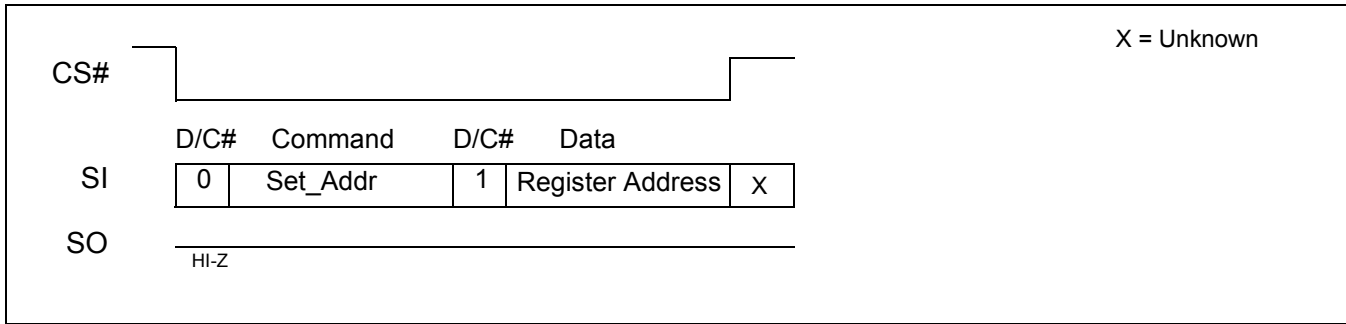 X = Unknown
CS#
D/C# Command D/C# Data
SI 0 Set_Addr 1 Register Address X
SO
HI-Z